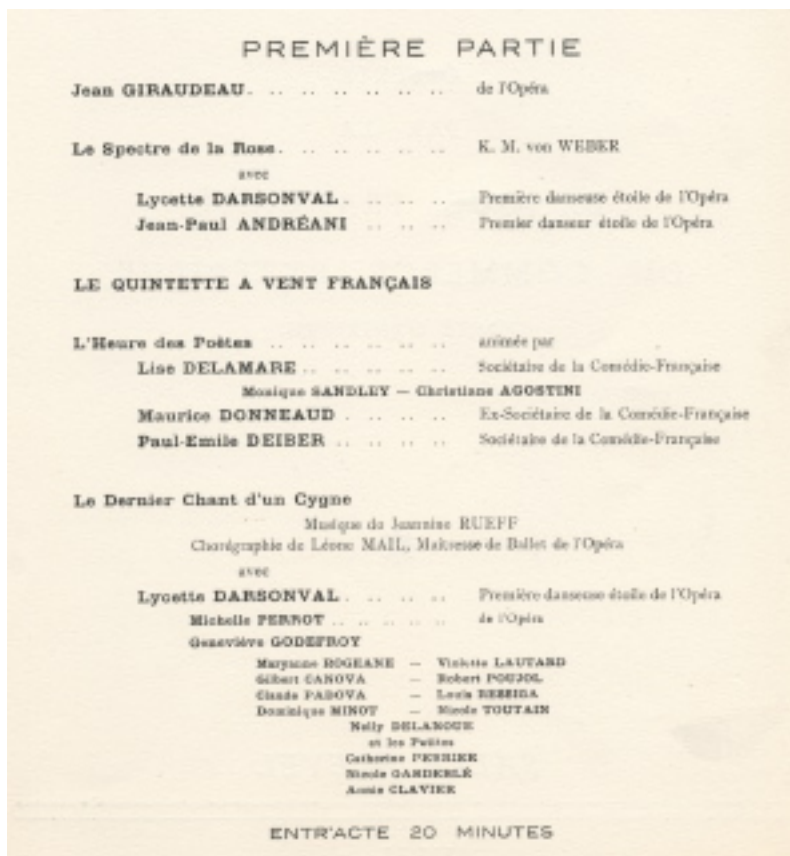 PREMIÈRE PARTIE
Jean GIRAUDEAU. .. .. .. .. .. .. de l'Opéra
Le Spectre de la Rose. .. .. .. .. .. K. M. von WEBER
avec
Lycette DARSONVAL. .. .. .. Première danseuse étoile de l'Opéra
Jean-Paul ANDRÉANI .. .. .. Premier danseur étoile de l'Opéra
LE QUINTETTE A VENT FRANÇAIS
L'Heure des Poètes .. .. .. .. .. .. animée par
Lise DELAMARE .. .. .. .. .. Sociétaire de la Comédie-Française
Monique SANDLEY — Christiane AGOSTINI
Maurice DONNEAUD . .. .. .. Ex-Sociétaire de la Comédie-Française
Paul-Emile DEIBER .. .. .. .. Sociétaire de la Comédie-Française
Le Dernier Chant d'un Cygne
Musique de Jeannine RUEFF
Chorégraphie de Léone MAIL, Maîtresse de Ballet de l'Opéra
avec
Lycette DARSONVAL. .. .. .. Première danseuse étoile de l'Opéra
Michelle PERROT .. .. .. .. .. de l'Opéra
Geneviève GODEFROY
Maryanne ROGEANE — Violette LAUTARD
Gilbert CANOVA — Robert POUJOL
Claude PADOVA — Louis
Dominique MINOT — Nicole TOUTAIN
Nelly DELANOUE
et les Petites
Catherine PERRIER
Nicole GARDERLÉ
Annie CLAVIER
ENTR'ACTE 20 MINUTES